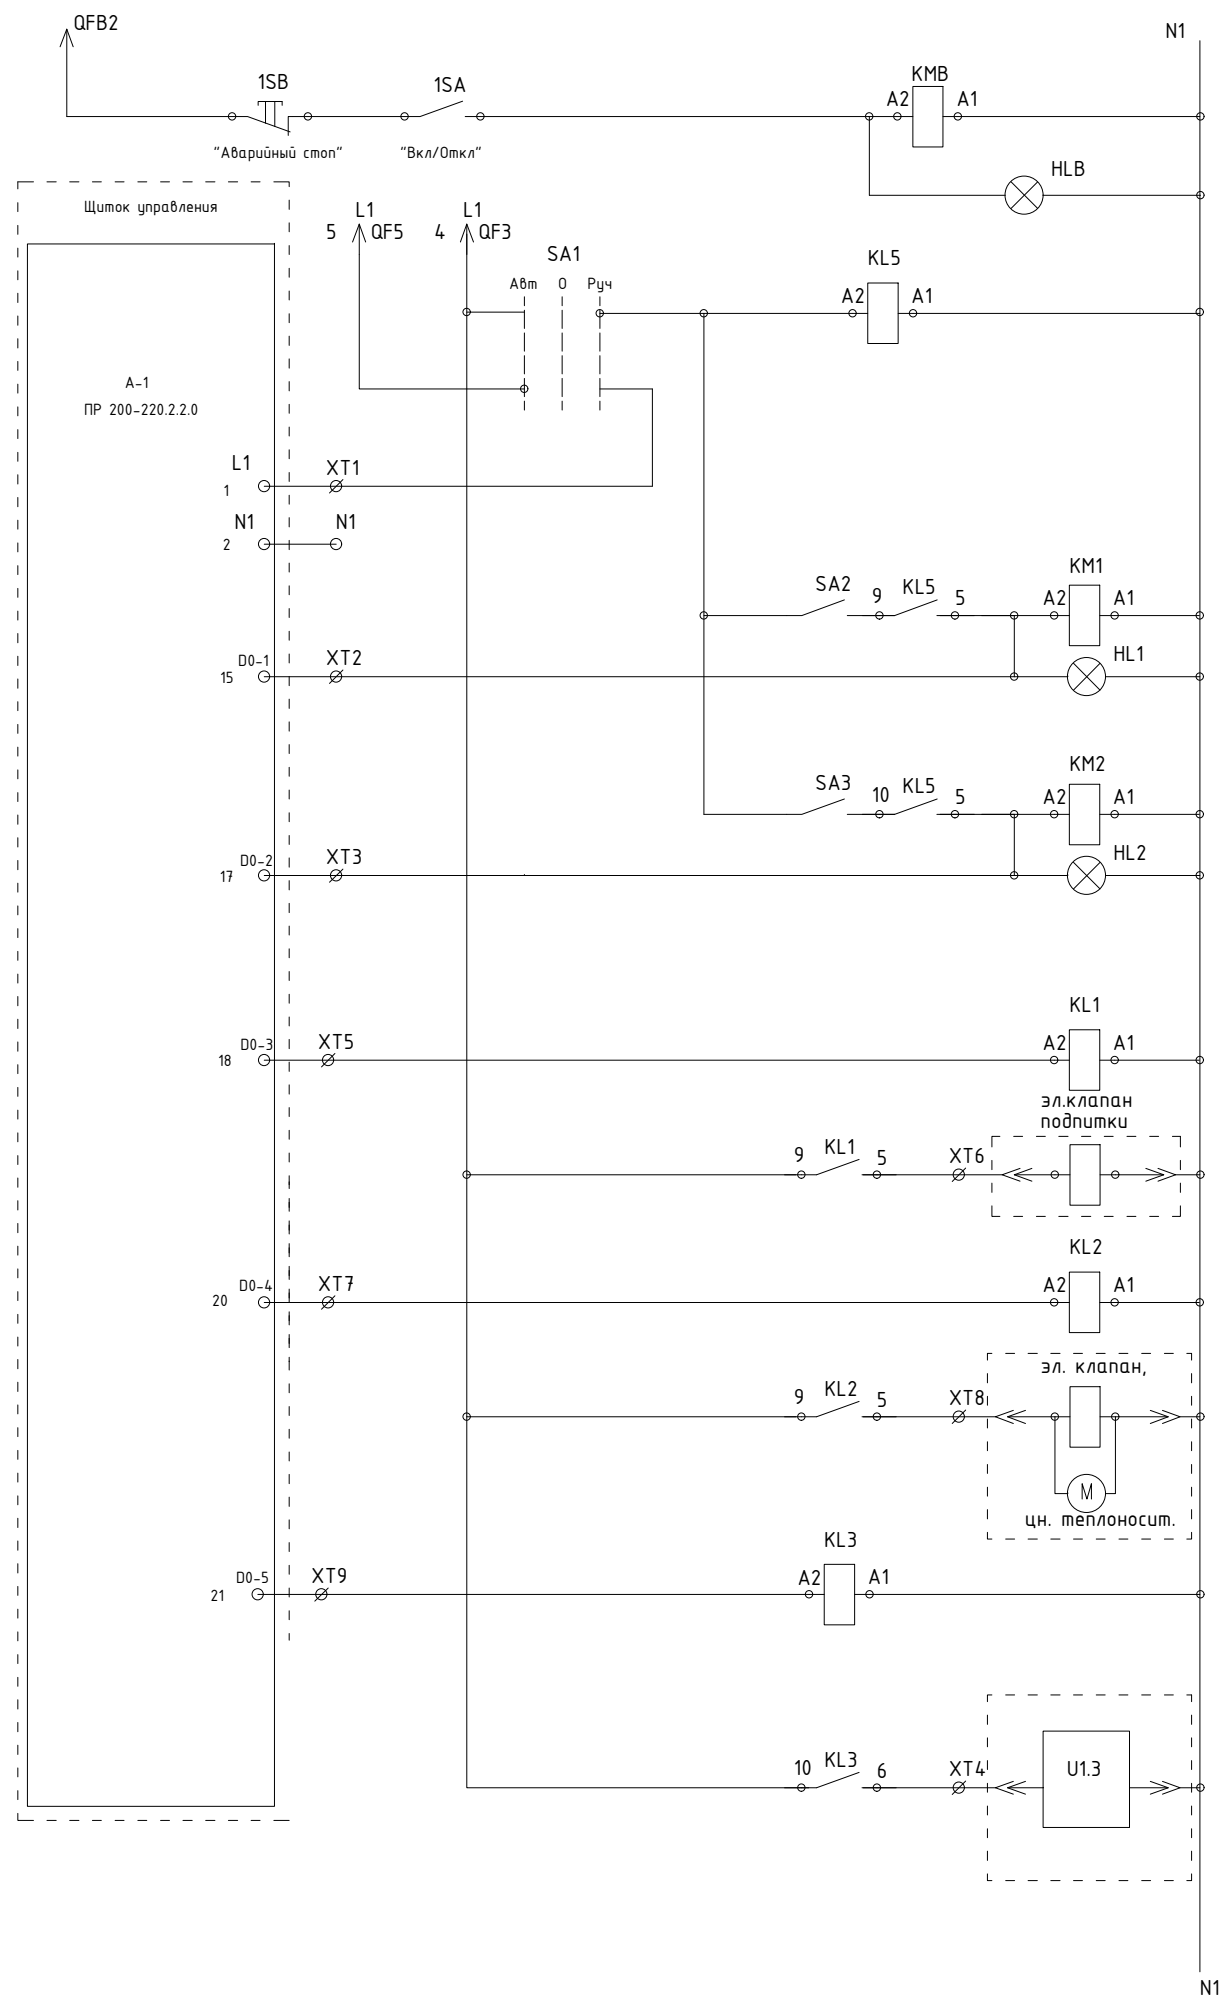 QFB2
N1
1SB
1SA
KMB
A2
A1
"Аварийный стоп"
"Вкл/Откл"
HLB
Щиток управления
L1
L1
5
QF5
4
QF3
SA1
KL5
Авт
0
Руч
A2
A1
A-1
ПР 200-220.2.2.0
L1
XT1
1
N1
N1
2
KM1
SA2
9
KL5
5
A2
A1
D0-1
XT2
HL1
15
KM2
SA3
10
KL5
5
A2
A1
D0-2
XT3
HL2
17
KL1
D0-3
XT5
A2
A1
18
эл.клапан
подпитки
9
KL1
5
XT6
KL2
D0-4
XT7
A2
A1
20
эл. клапан,
9
KL2
5
XT8
M
цн. теплоносит.
KL3
D0-5
XT9
A2
A1
21
10
KL3
6
XT4
U1.3
N1